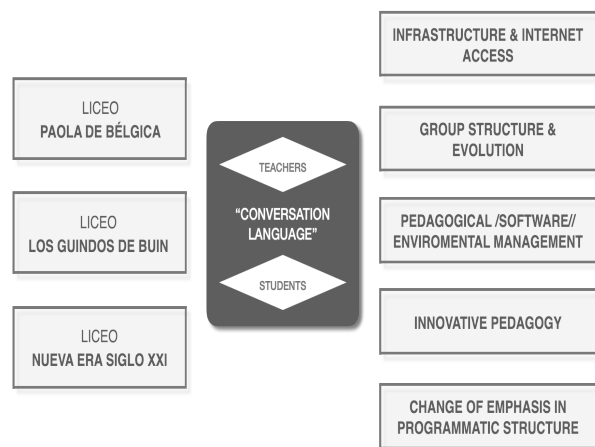 LICEO
PAOLA DE BÉLGICA
LICEO
LOS GUINDOS DE BUIN
LICEO
NUEVA ERA SIGLO XXI
TEACHERS
“CONVERSATION
LANGUAGE”
STUDENTS
INFRASTRUCTURE & INTERNET
ACCESS
GROUP STRUCTURE &
EVOLUTION
PEDAGOGICAL /SOFTWARE//
ENVIROMENTAL MANAGEMENT
INNOVATIVE PEDAGOGY
CHANGE OF EMPHASIS IN
PROGRAMMATIC STRUCTURE